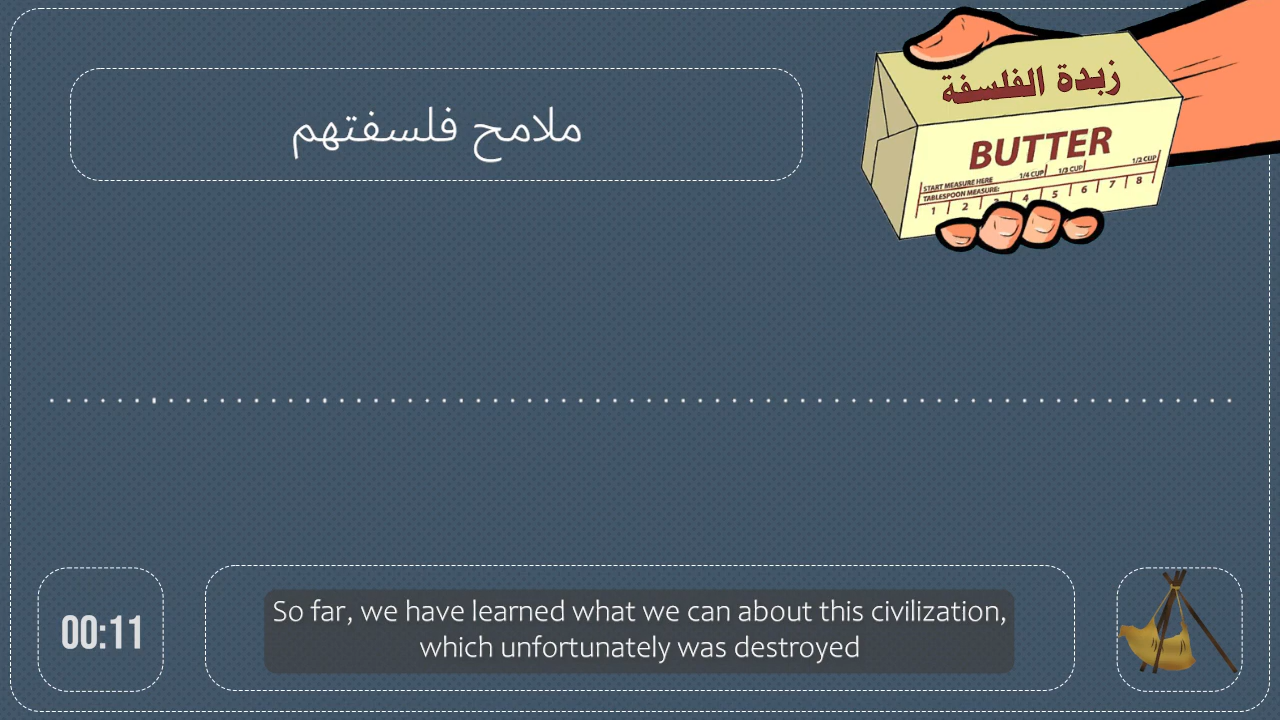 زبدة الفلسفة
ملامح فلسفتهم
BUTTER
START MEASURE HERE 1/4 CUP 1/3 CUP 1/2 CUP
TABLESPOON MEASURE:
1 2 3 4 5 6 7 8
00:11
So far, we have learned what we can about this civilization,
which unfortunately was destroyed